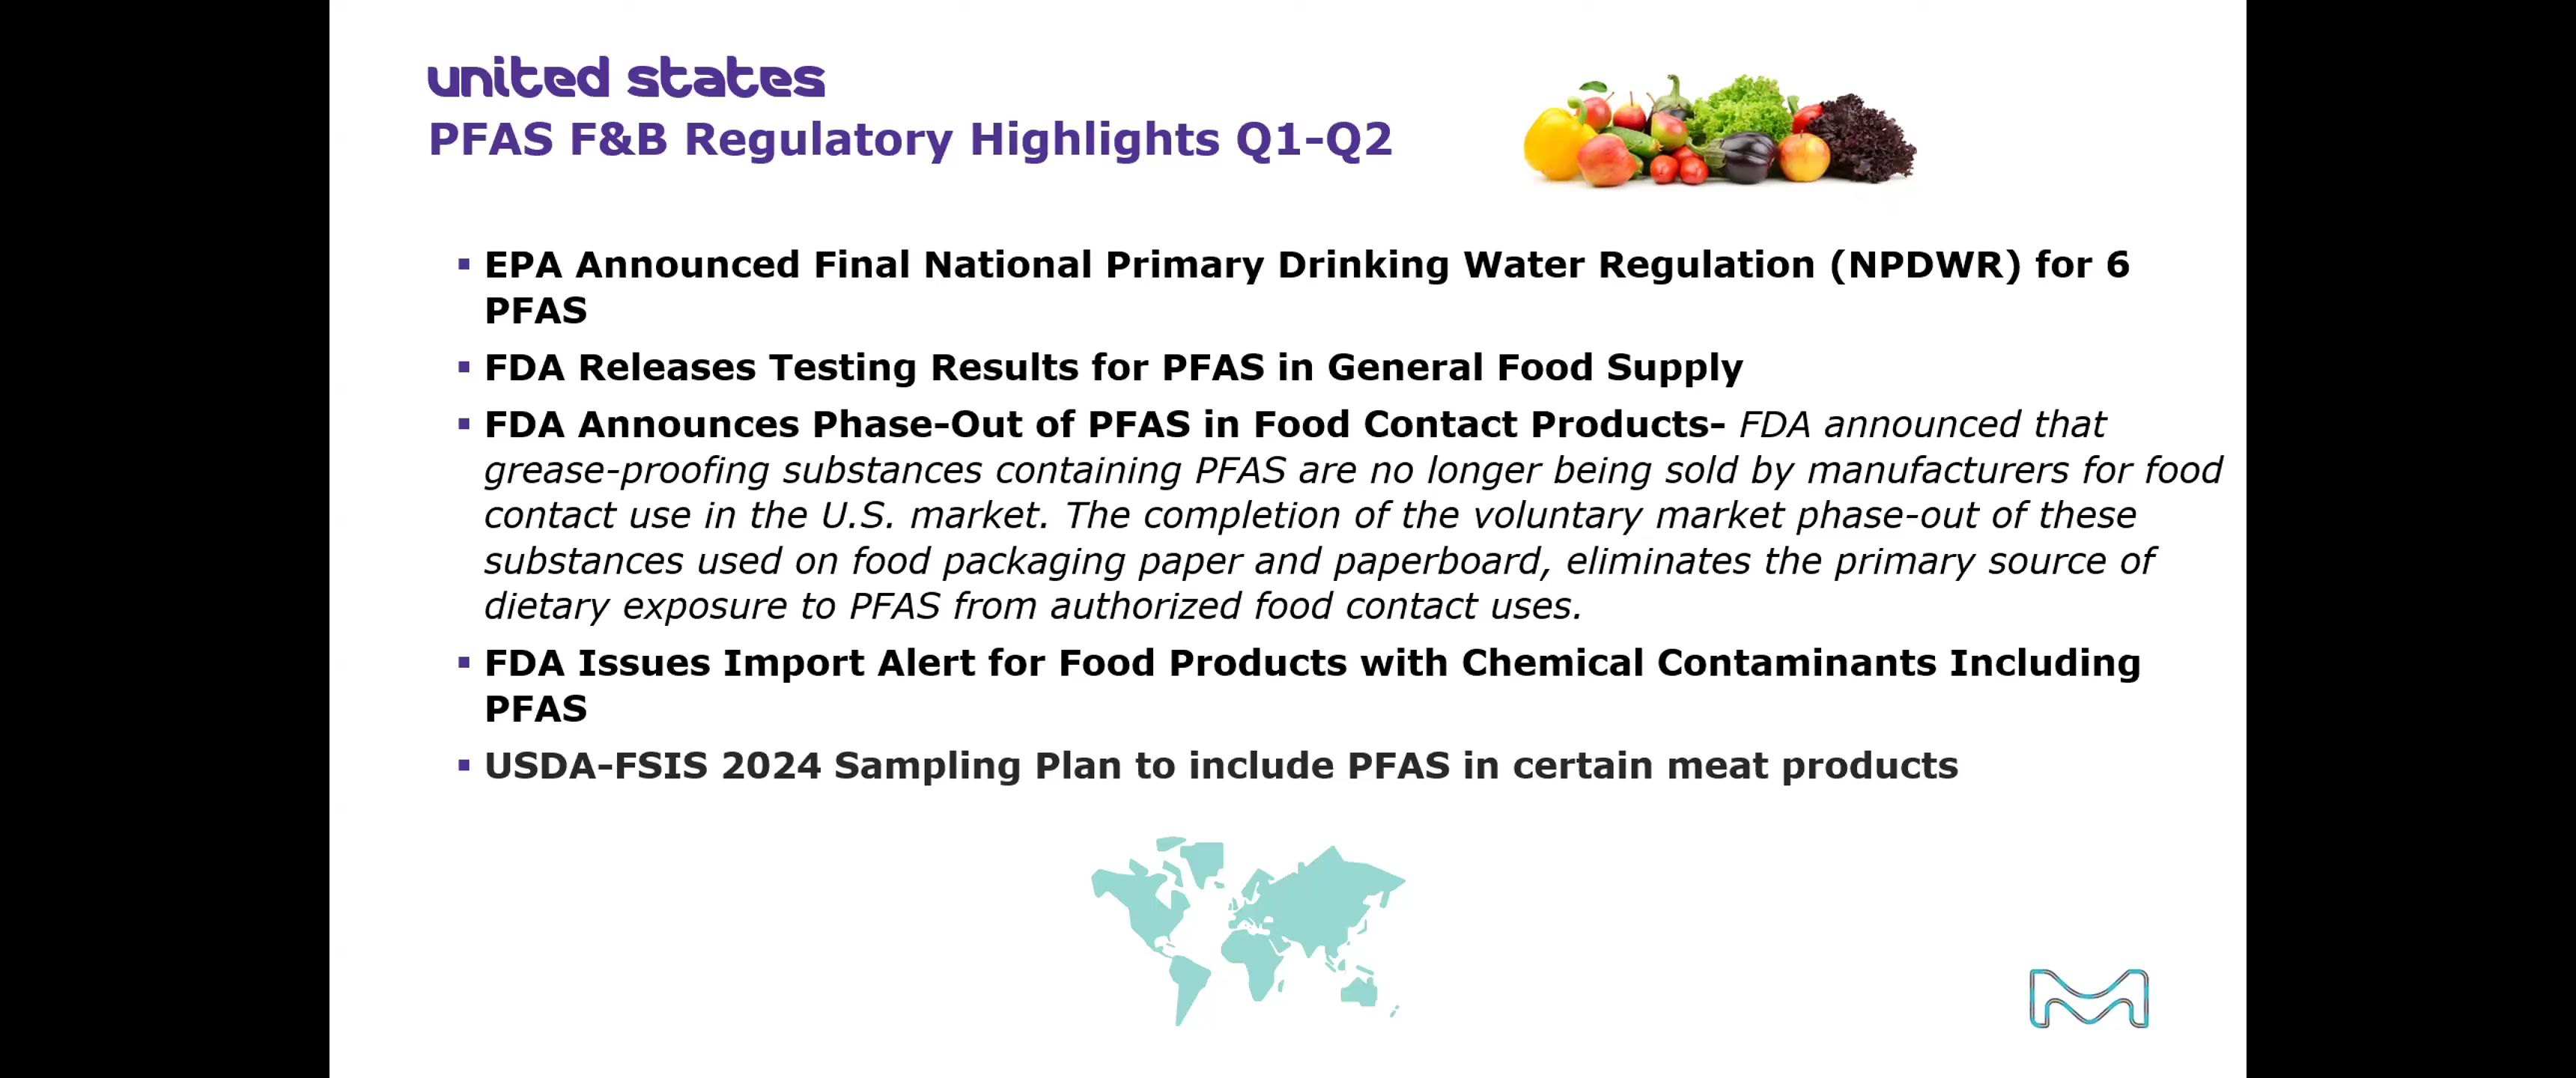 united states
PFAS F&B Regulatory Highlights Q1-Q2
▪ EPA Announced Final National Primary Drinking Water Regulation (NPDWR) for 6
PFAS
▪ FDA Releases Testing Results for PFAS in General Food Supply
▪ FDA Announces Phase-Out of PFAS in Food Contact Products- FDA announced that
grease-proofing substances containing PFAS are no longer being sold by manufacturers for food
contact use in the U.S. market. The completion of the voluntary market phase-out of these
substances used on food packaging paper and paperboard, eliminates the primary source of
dietary exposure to PFAS from authorized food contact uses.
▪ FDA Issues Import Alert for Food Products with Chemical Contaminants Including
PFAS
▪ USDA-FSIS 2024 Sampling Plan to include PFAS in certain meat products
M